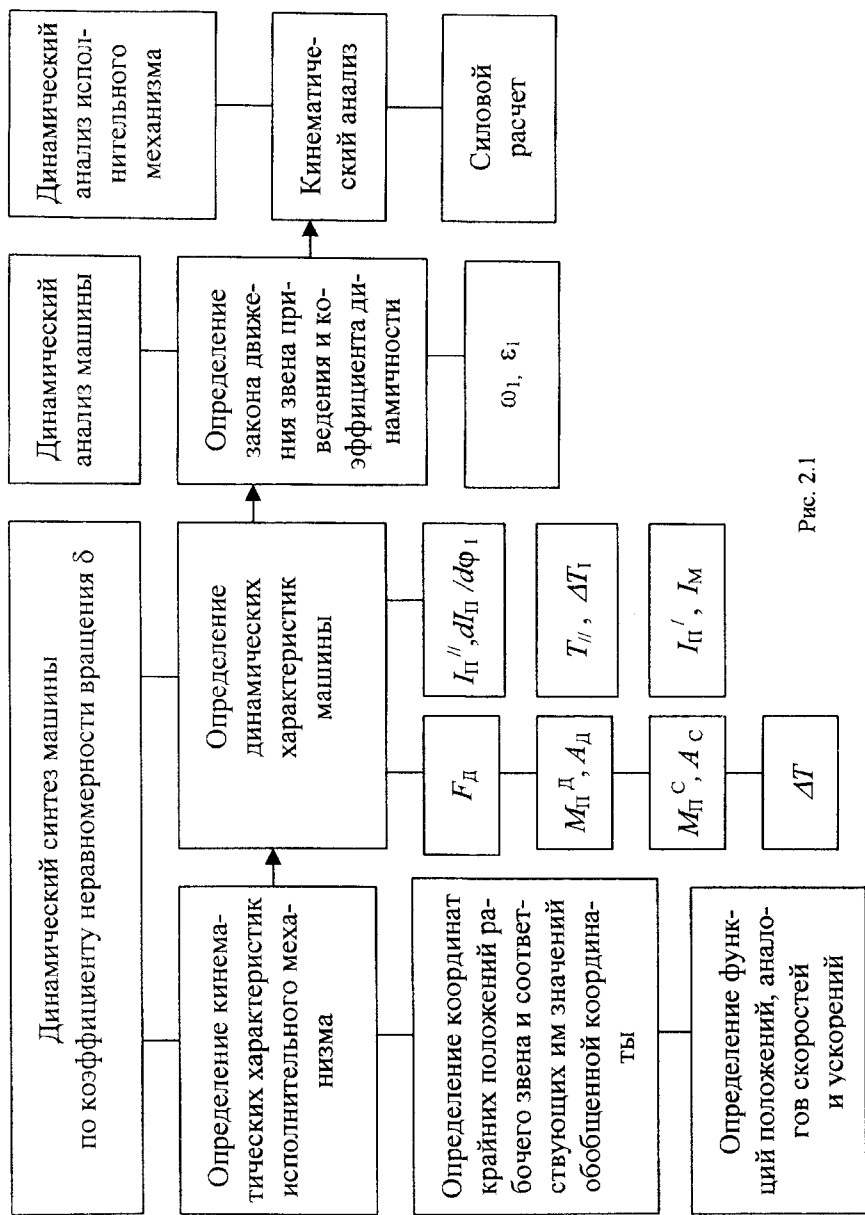 Динамический синтез машины
по коэффициенту неравномерности вращения δ
Динамический
анализ машины
Динамический
анализ испол-
нительного
механизма
Определение кинема-
тических характеристик
исполнительного меха-
низма
Определение
динамических
характеристик
машины
Определение
закона движе-
ния звена при-
ведения и ко-
эффициента ди-
намичности
Кинематиче-
ский анализ
Определение координат
крайних положений ра-
бочего звена и соответ-
ствующих им значений
обобщенной координа-
ты
Определение функ-
ций положений, анало-
гов скоростей
и ускорений
F_Д
M_П^Д, A_Д
M_П^С, A_С
ΔT
I_П^//, dI_П/dφ_1
T_//, ΔT_I
I_П^/, I_М
ω_1, ε_1
Силовой
расчет
Рис. 2.1